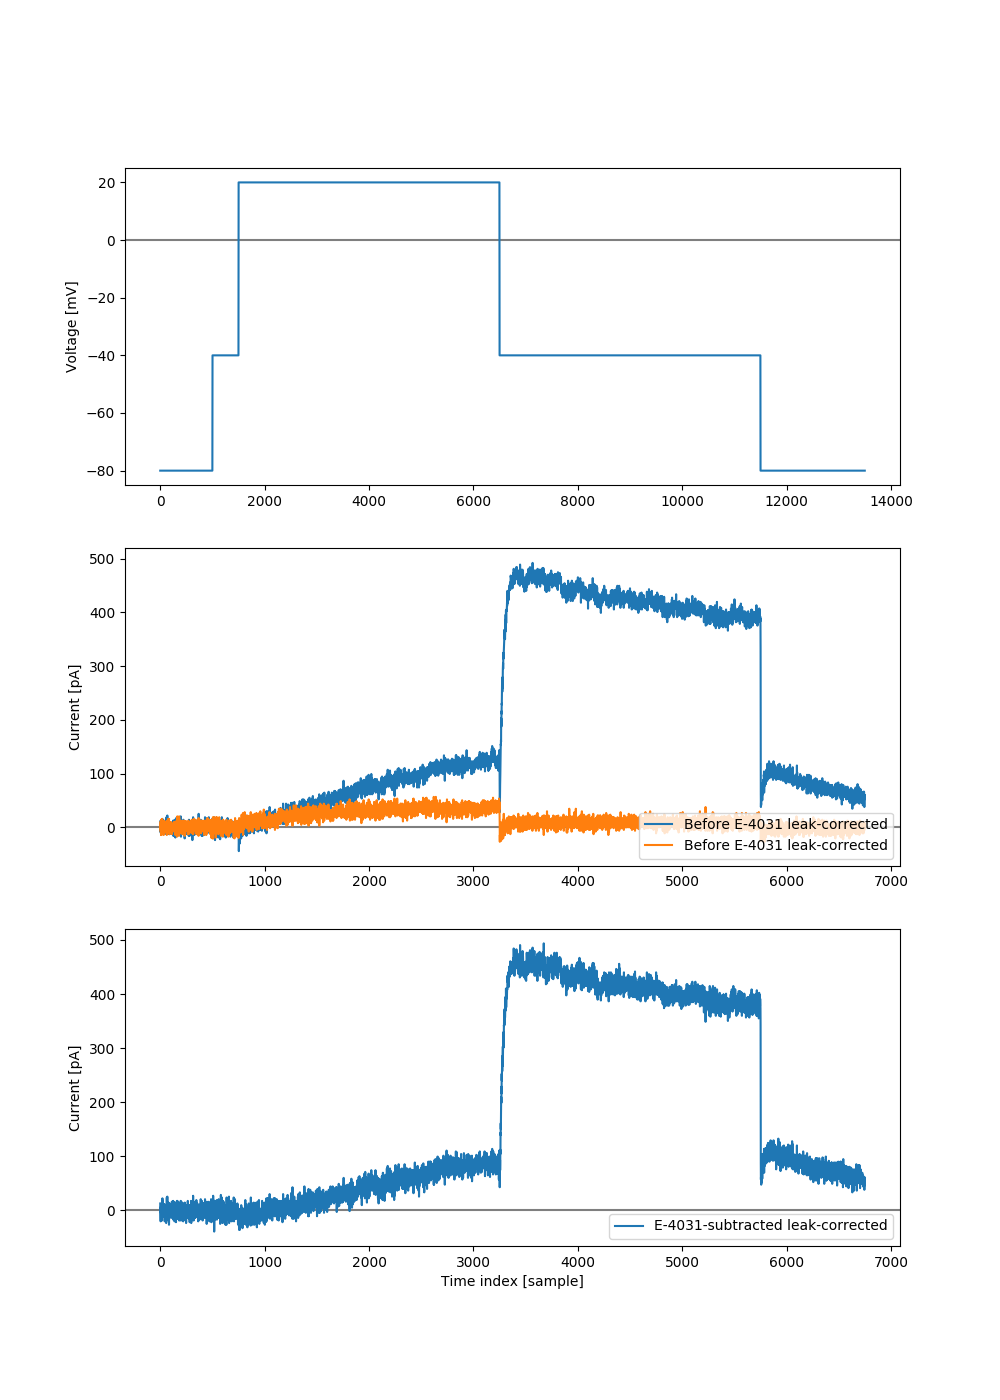 20
0
−20
−40
−60
−80
Voltage [mV]
0 2000 4000 6000 8000 10000 12000 14000
500
400
300
200
100
0
Current [pA]
Before E-4031 leak-corrected
Before E-4031 leak-corrected
0 1000 2000 3000 4000 5000 6000 7000
500
400
300
200
100
0
Current [pA]
E-4031-subtracted leak-corrected
0 1000 2000 3000 4000 5000 6000 7000
Time index [sample]